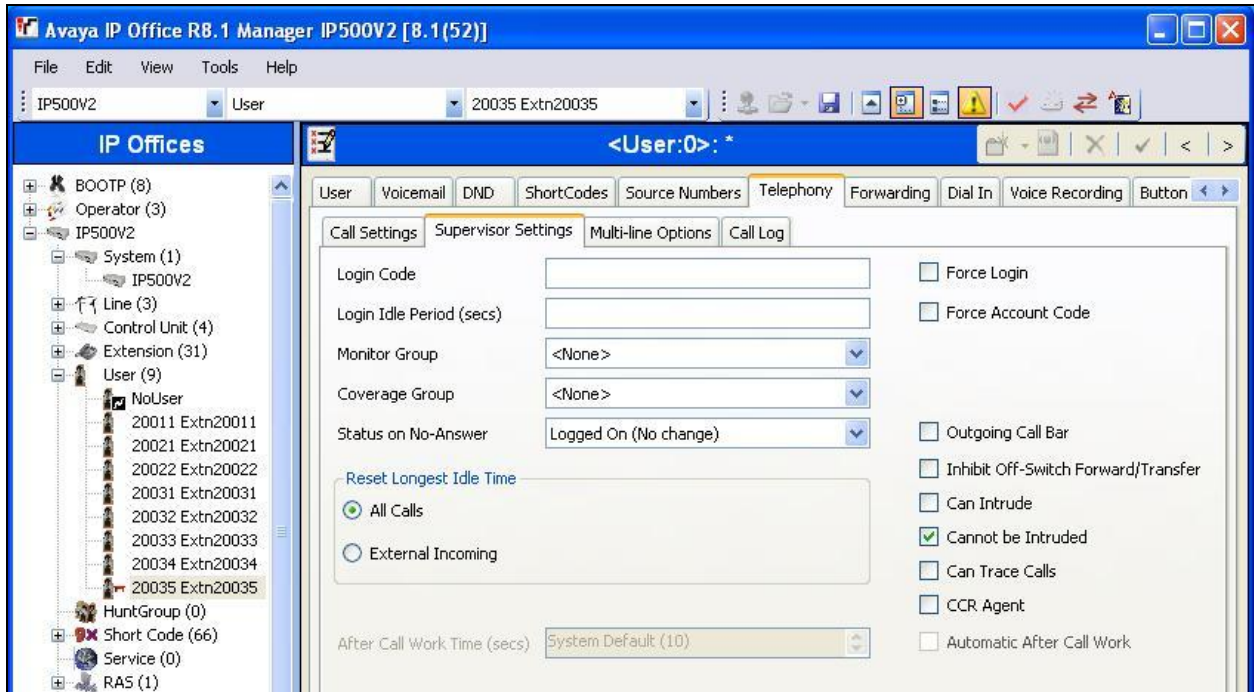 Avaya IP Office R8.1 Manager IP500V2 [8.1(52)]
File Edit View Tools Help
IP500V2 User 20035 Extn20035
IP Offices
BOOTP (8)
Operator (3)
IP500V2
System (1)
IP500V2
Line (3)
Control Unit (4)
Extension (31)
User (9)
NoUser
20011 Extn20011
20021 Extn20021
20022 Extn20022
20031 Extn20031
20032 Extn20032
20033 Extn20033
20034 Extn20034
20035 Extn20035
HuntGroup (0)
Short Code (66)
Service (0)
RAS (1)
<User:0>: *
User Voicemail DND ShortCodes Source Numbers Telephony Forwarding Dial In Voice Recording Button
Call Settings Supervisor Settings Multi-line Options Call Log
Login Code
Force Login
Login Idle Period (secs)
Force Account Code
Monitor Group <None>
Coverage Group <None>
Status on No-Answer Logged On (No change)
Outgoing Call Bar
Reset Longest Idle Time
Inhibit Off-Switch Forward/Transfer
All Calls
Can Intrude
Cannot be Intruded
External Incoming
Can Trace Calls
CCR Agent
After Call Work Time (secs) System Default (10)
Automatic After Call Work